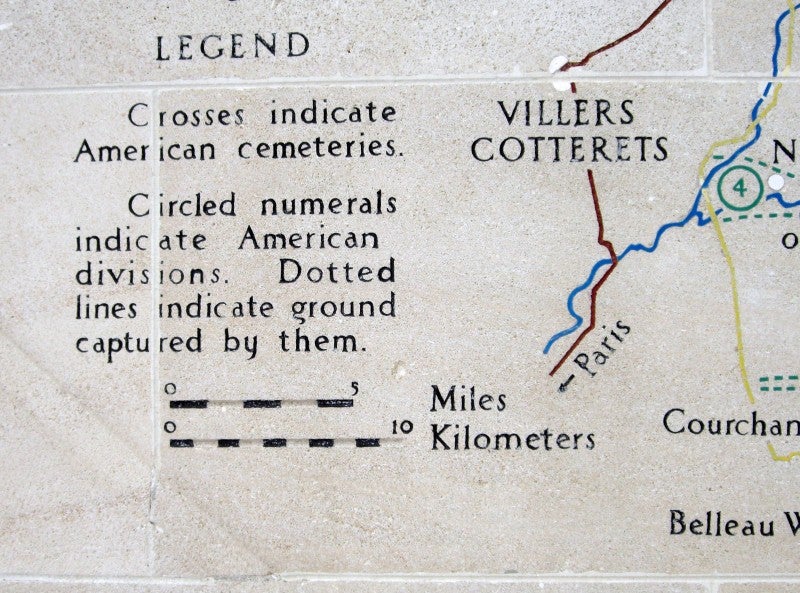 LEGEND
Crosses indicate
American cemeteries.
Circled numerals
indicate American
divisions. Dotted
lines indicate ground
captured by them.
0 5
Miles
0 10
Kilometers
VILLERS
COTTERETS
N
4
O
← Paris
Courchan
Belleau W